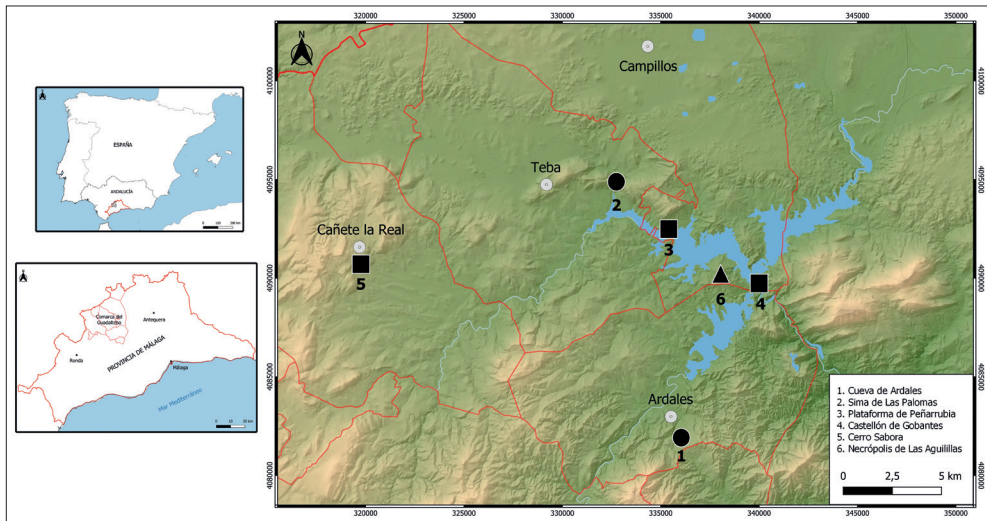 N
ESPAÑA
ANDALUCÍA
Comarca del
Guadalteba
Antequera
PROVINCIA DE MÁLAGA
Ronda
Málaga
Mar Mediterráneo
320000
325000
330000
335000
340000
345000
350000
N
Campillos
Teba
2
Cañete la Real
3
5
6
4
Ardales
1
4100000
4095000
4090000
4085000
4080000
4100000
4095000
4090000
4085000
4080000
1. Cueva de Ardales
2. Sima de Las Palomas
3. Plataforma de Peñarrubia
4. Castellón de Gobantes
5. Cerro Sabora
6. Necrópolis de Las Aguilillas
0 2,5 5 km
320000
325000
330000
335000
340000
345000
350000